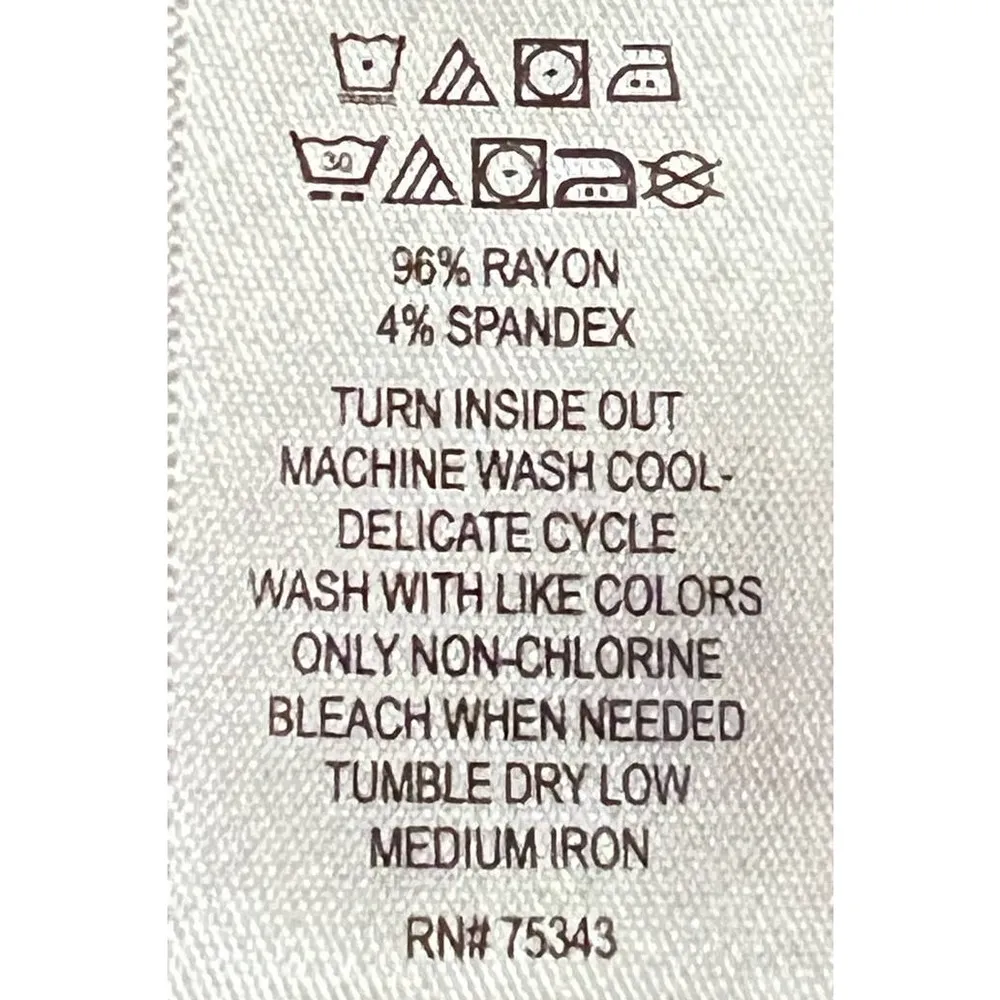 30
96% RAYON
4% SPANDEX
TURN INSIDE OUT
MACHINE WASH COOL-
DELICATE CYCLE
WASH WITH LIKE COLORS
ONLY NON-CHLORINE
BLEACH WHEN NEEDED
TUMBLE DRY LOW
MEDIUM IRON
RN# 75343